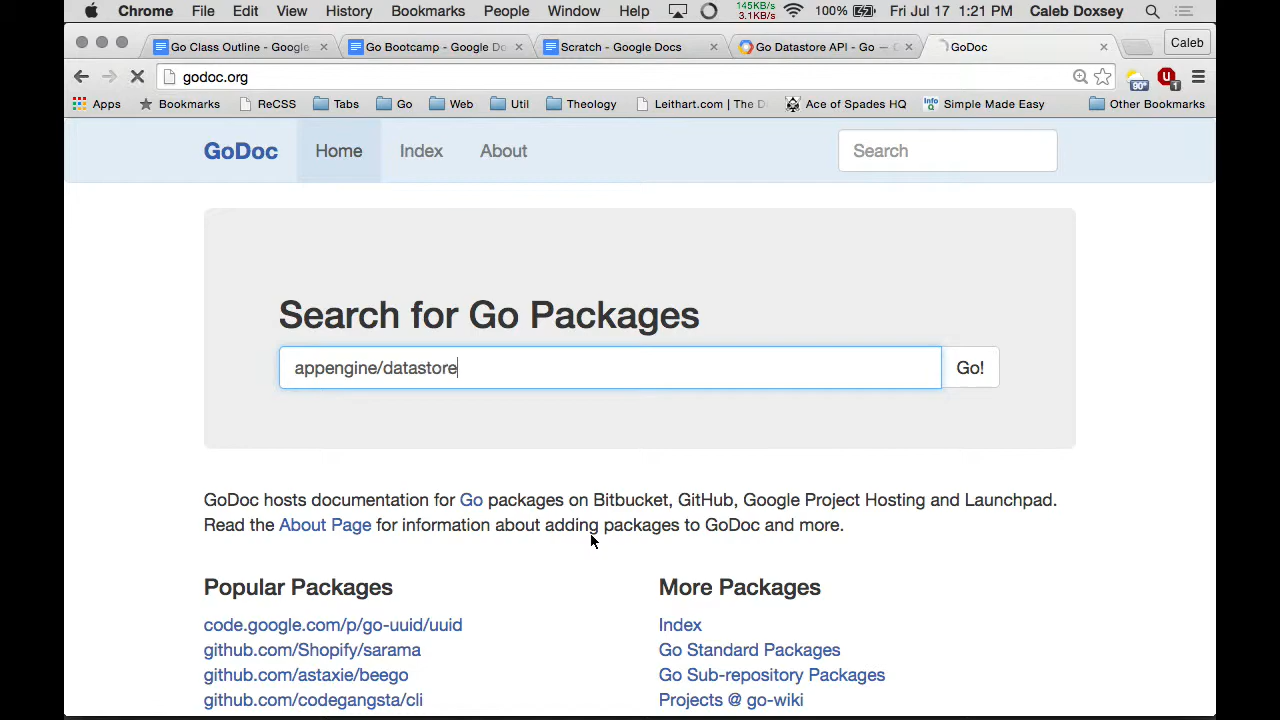 Chrome File Edit View History Bookmarks People Window Help 145KB/s 3.1KB/s 100% Fri Jul 17 1:21 PM Caleb Doxsey
Go Class Outline - Google × Go Bootcamp - Google Do × Scratch - Google Docs × Go Datastore API - Go — × GoDoc × Caleb
godoc.org 90° 1
Apps Bookmarks ReCSS Tabs Go Web Util Theology Leithart.com | The D Ace of Spades HQ Info Q Simple Made Easy Other Bookmarks
GoDoc Home Index About Search
Search for Go Packages
appengine/datastore Go!
GoDoc hosts documentation for Go packages on Bitbucket, GitHub, Google Project Hosting and Launchpad.
Read the About Page for information about adding packages to GoDoc and more.
Popular Packages
code.google.com/p/go-uuid/uuid
github.com/Shopify/sarama
github.com/astaxie/beego
github.com/codegangsta/cli
More Packages
Index
Go Standard Packages
Go Sub-repository Packages
Projects @ go-wiki